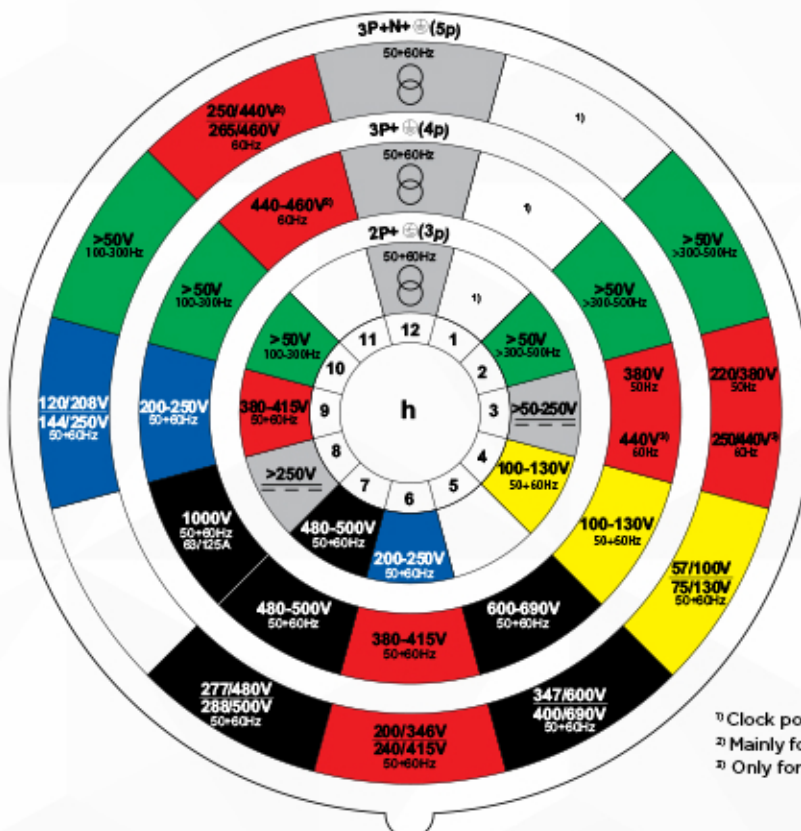 3P+N+⏚(5p)
50+60Hz
1)
>50V
>300-500Hz
220/380V
50Hz
250/440V³⁾
60Hz
57/100V
75/130V
50+60Hz
347/600V
400/690V
50+60Hz
200/346V
240/415V
50+60Hz
277/480V
288/500V
50+60Hz
120/208V
144/250V
50+60Hz
>50V
100-300Hz
250/440V²⁾
265/460V
60Hz
3P+⏚(4p)
50+60Hz
1)
>50V
>300-500Hz
380V
50Hz
440V³⁾
60Hz
100-130V
50+60Hz
600-690V
50+60Hz
380-415V
50+60Hz
480-500V
50+60Hz
1000V
50+60Hz
63/125A
200-250V
50+60Hz
>50V
100-300Hz
440-460V²⁾
60Hz
2P+⏚(3p)
50+60Hz
1)
>50V
>300-500Hz
>50-250V
100-130V
50+60Hz
200-250V
50+60Hz
480-500V
50+60Hz
>250V
380-415V
50+60Hz
>50V
100-300Hz
12
1
2
3
4
5
6
7
8
9
10
11
h
¹⁾ Clock po
²⁾ Mainly fo
³⁾ Only for